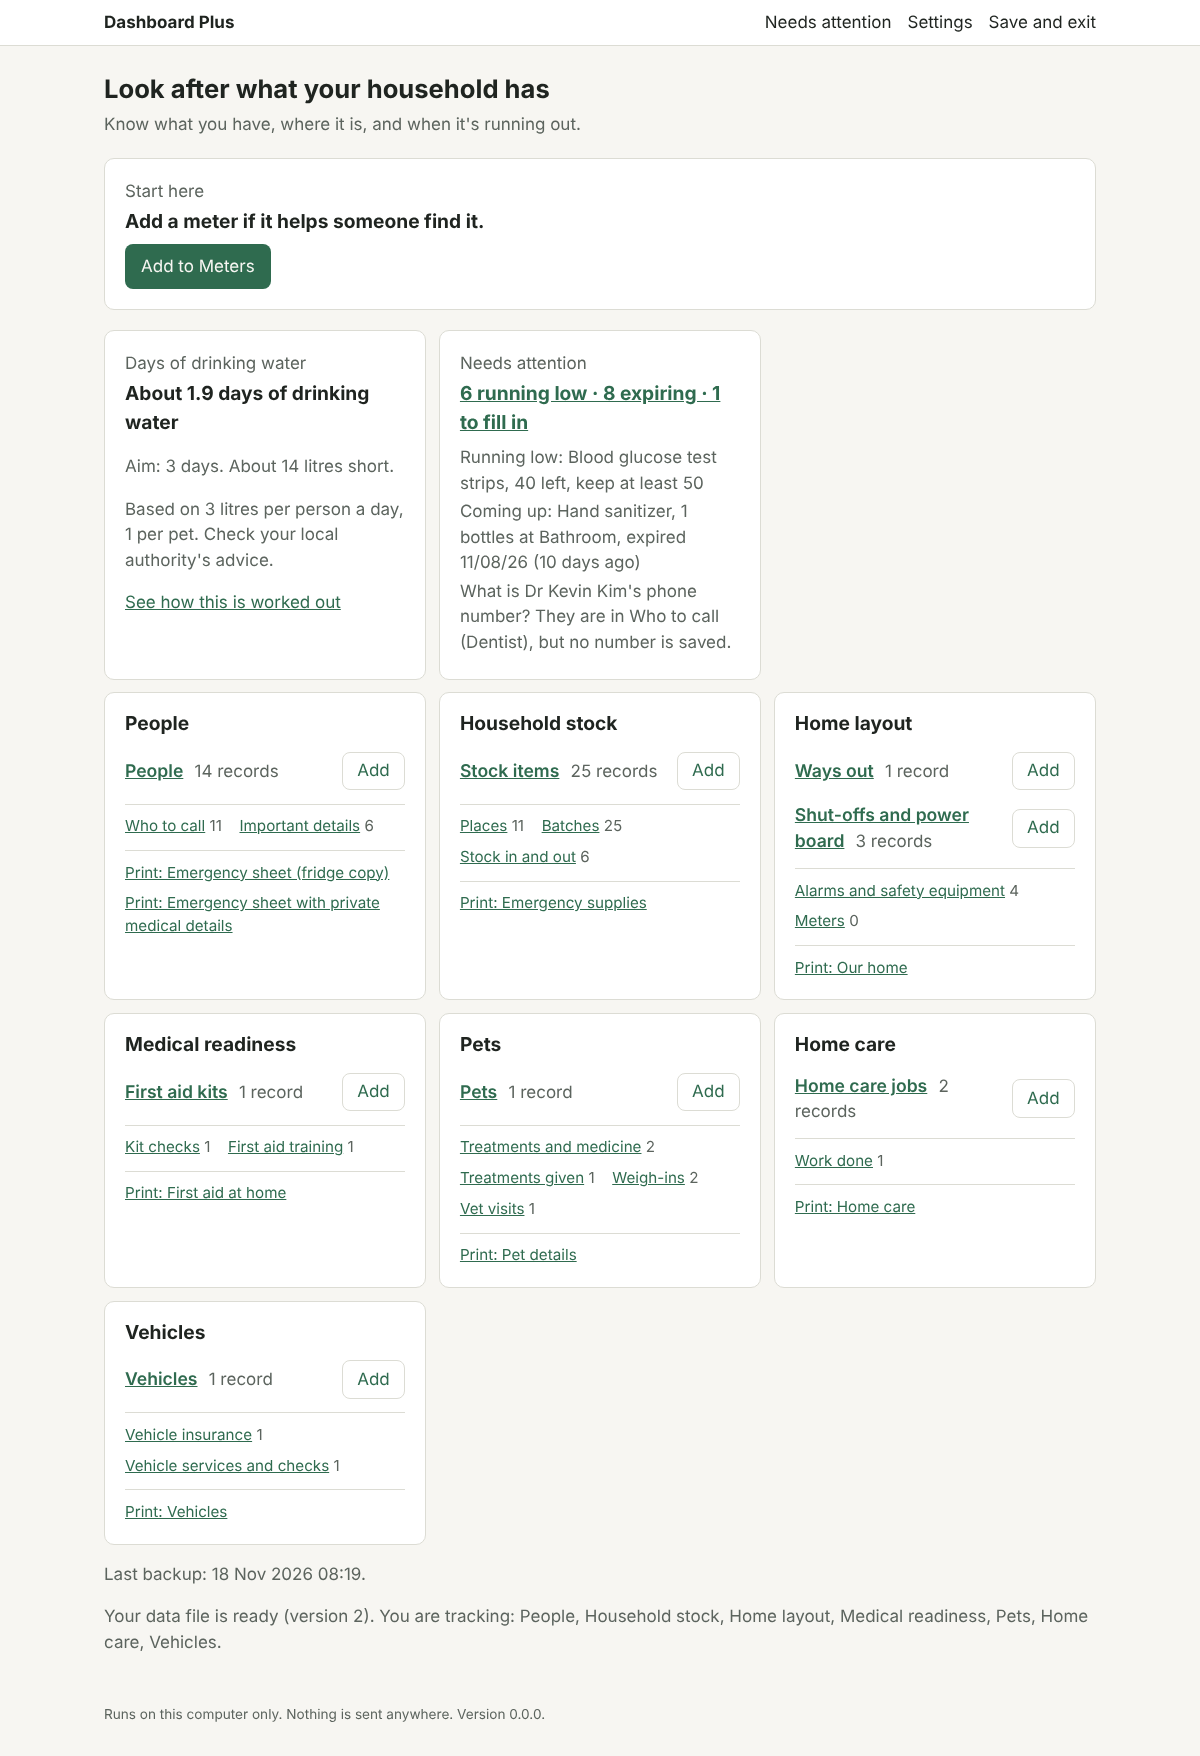 Dashboard Plus
Needs attention Settings Save and exit
Look after what your household has
Know what you have, where it is, and when it's running out.
Start here
Add a meter if it helps someone find it.
Add to Meters
Days of drinking water
About 1.9 days of drinking
water
Aim: 3 days. About 14 litres short.
Based on 3 litres per person a day,
1 per pet. Check your local
authority's advice.
See how this is worked out
Needs attention
6 running low · 8 expiring · 1
to fill in
Running low: Blood glucose test
strips, 40 left, keep at least 50
Coming up: Hand sanitizer, 1
bottles at Bathroom, expired
11/08/26 (10 days ago)
What is Dr Kevin Kim's phone
number? They are in Who to call
(Dentist), but no number is saved.
People
People 14 records Add
Who to call 11 Important details 6
Print: Emergency sheet (fridge copy)
Print: Emergency sheet with private
medical details
Household stock
Stock items 25 records Add
Places 11 Batches 25
Stock in and out 6
Print: Emergency supplies
Home layout
Ways out 1 record Add
Shut-offs and power
board 3 records Add
Alarms and safety equipment 4
Meters 0
Print: Our home
Medical readiness
First aid kits 1 record Add
Kit checks 1 First aid training 1
Print: First aid at home
Pets
Pets 1 record Add
Treatments and medicine 2
Treatments given 1 Weigh-ins 2
Vet visits 1
Print: Pet details
Home care
Home care jobs 2
records Add
Work done 1
Print: Home care
Vehicles
Vehicles 1 record Add
Vehicle insurance 1
Vehicle services and checks 1
Print: Vehicles
Last backup: 18 Nov 2026 08:19.
Your data file is ready (version 2). You are tracking: People, Household stock, Home layout, Medical readiness, Pets, Home
care, Vehicles.
Runs on this computer only. Nothing is sent anywhere. Version 0.0.0.